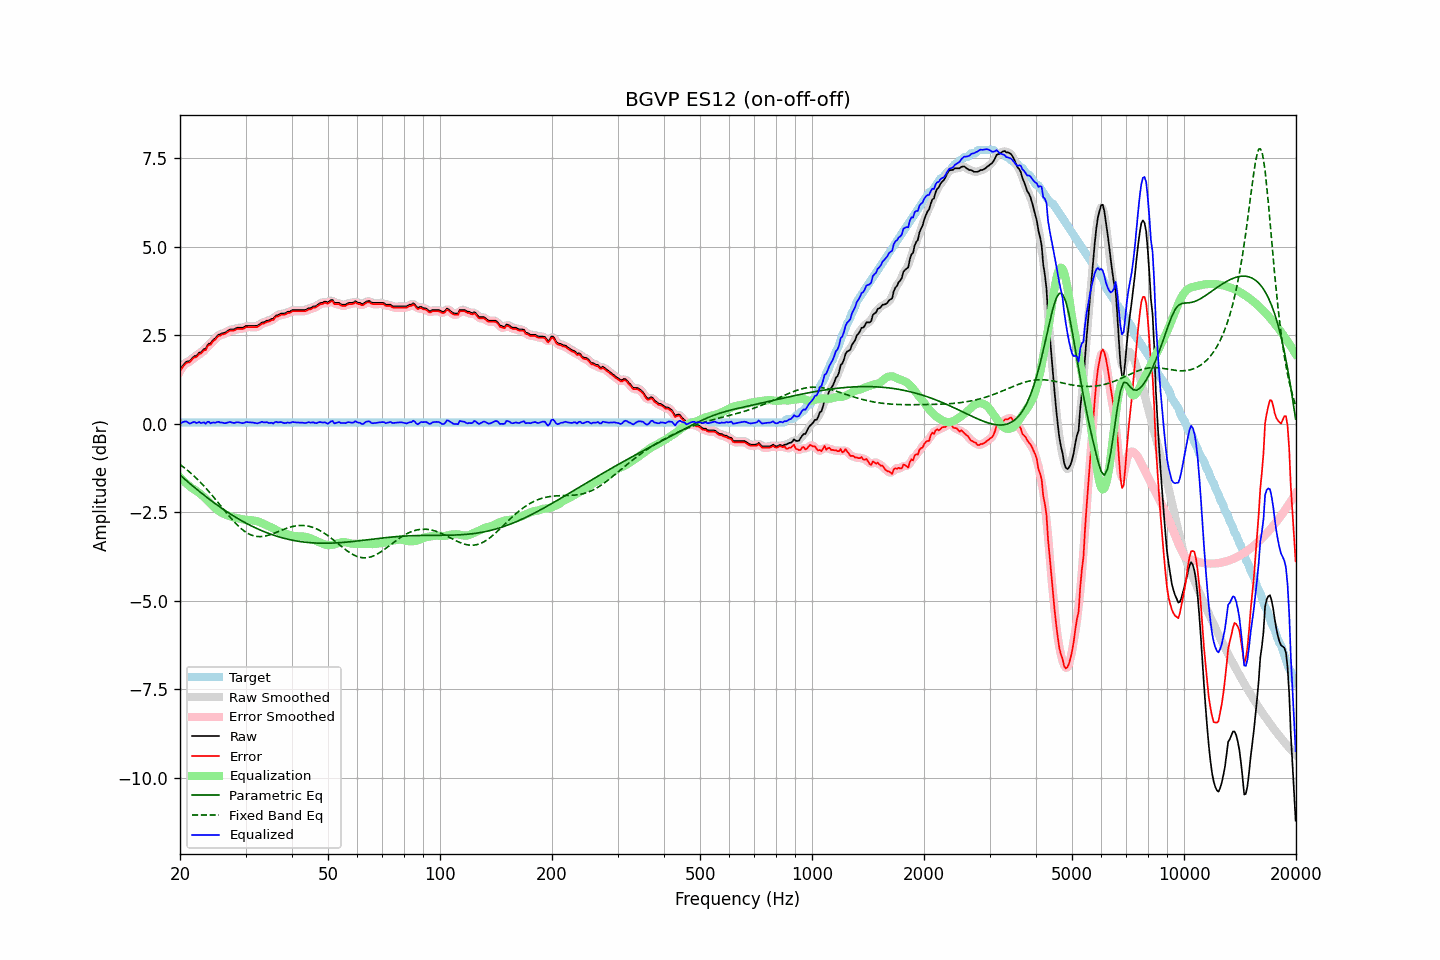 BGVP ES12 (on-off-off)
Amplitude (dBr)
7.5
5.0
2.5
0.0
−2.5
−5.0
−7.5
−10.0
Target
Raw Smoothed
Error Smoothed
Raw
Error
Equalization
Parametric Eq
Fixed Band Eq
Equalized
20 50 100 200 500 1000 2000 5000 10000 20000
Frequency (Hz)